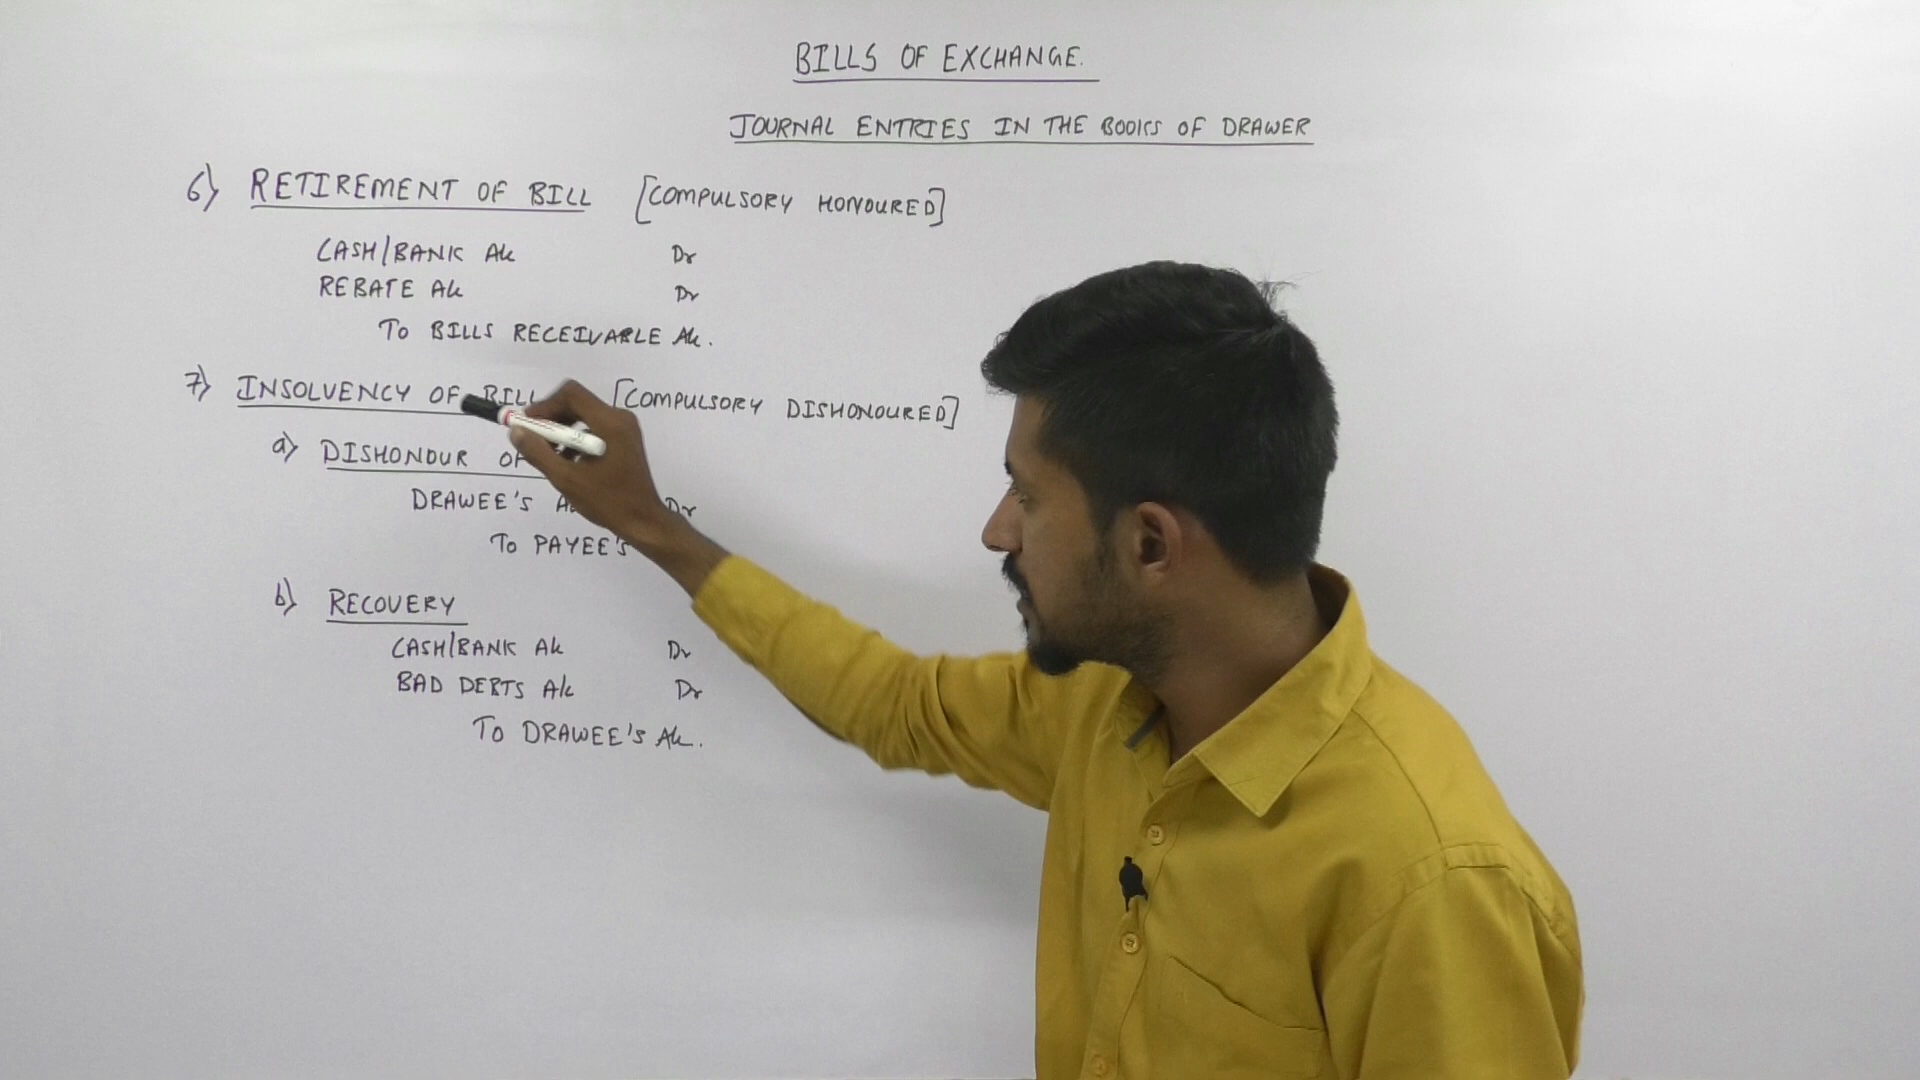 BILLS OF EXCHANGE.
JOURNAL ENTRIES IN THE BOOKS OF DRAWER
6) RETIREMENT OF BILL [COMPULSORY HONOURED]
CASH/BANK A/c Dr
REBATE A/c Dr
TO BILLS RECEIVABLE A/c.
7) INSOLVENCY OF BILL [COMPULSORY DISHONOURED]
a) DISHONOUR OF
DRAWEE'S Dr
TO PAYEE'S
b) RECOVERY
CASH/BANK A/c Dr
BAD DEBTS A/c Dr
TO DRAWEE'S A/c.